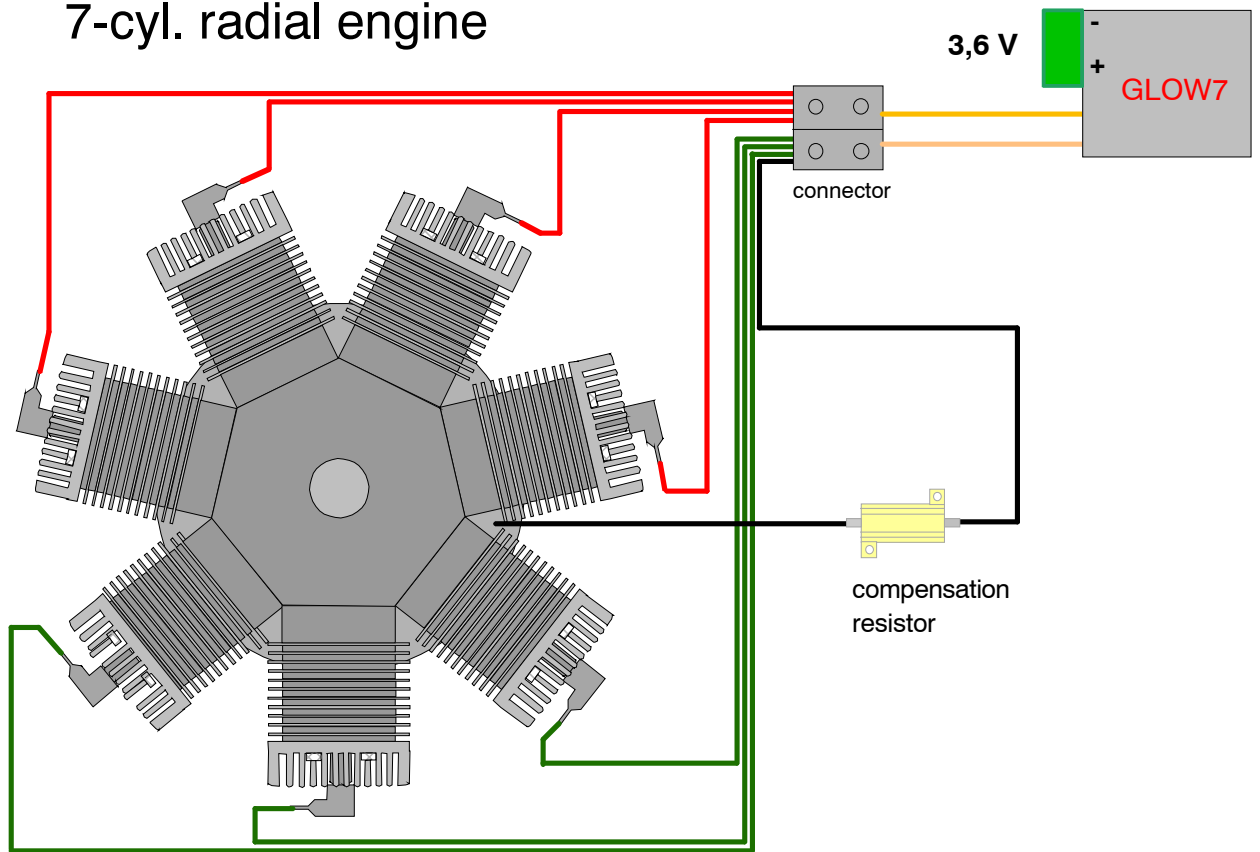 7-cyl. radial engine
3,6 V
-
+
GLOW7
connector
compensation
resistor